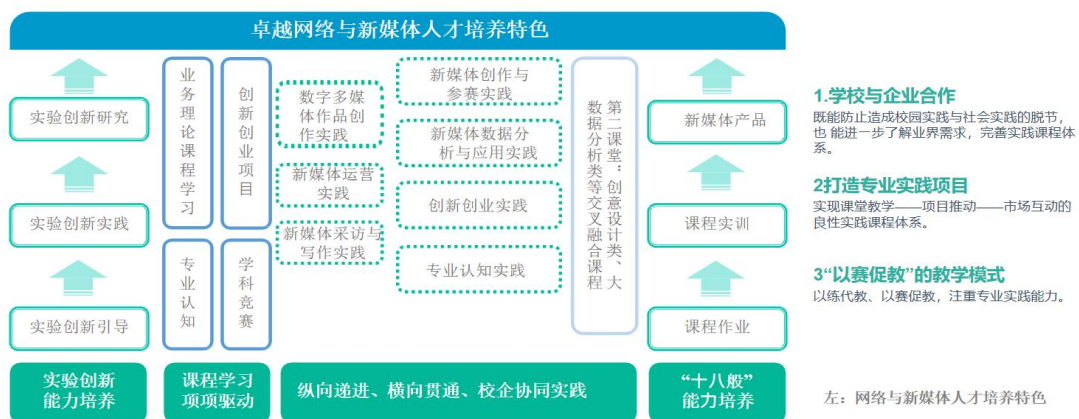 卓越网络与新媒体人才培养特色
实验创新研究
实验创新实践
实验创新引导
实验创新
能力培养
业务理论课程学习
创新创业项目
专业认知
学科竞赛
课程学习
项项驱动
数字多媒
体作品创
作实践
新媒体运营
实践
新媒体采访与
写作实践
新媒体创作与
参赛实践
新媒体数据分
析与应用实践
创新创业实践
专业认知实践
纵向递进、横向贯通、校企协同实践
第二课堂：创意设计类、大
数据分析类等交叉融合课程
新媒体产品
课程实训
课程作业
“十八般”
能力培养
1.学校与企业合作
既能防止造成校园实践与社会实践的脱节，
也 能进一步了解业界需求，完善实践课程体
系。
2打造专业实践项目
实现课堂教学——项目推动——市场互动的
良性实践课程体系。
3“以赛促教”的教学模式
以练代教、以赛促教，注重专业实践能力。
左：网络与新媒体人才培养特色